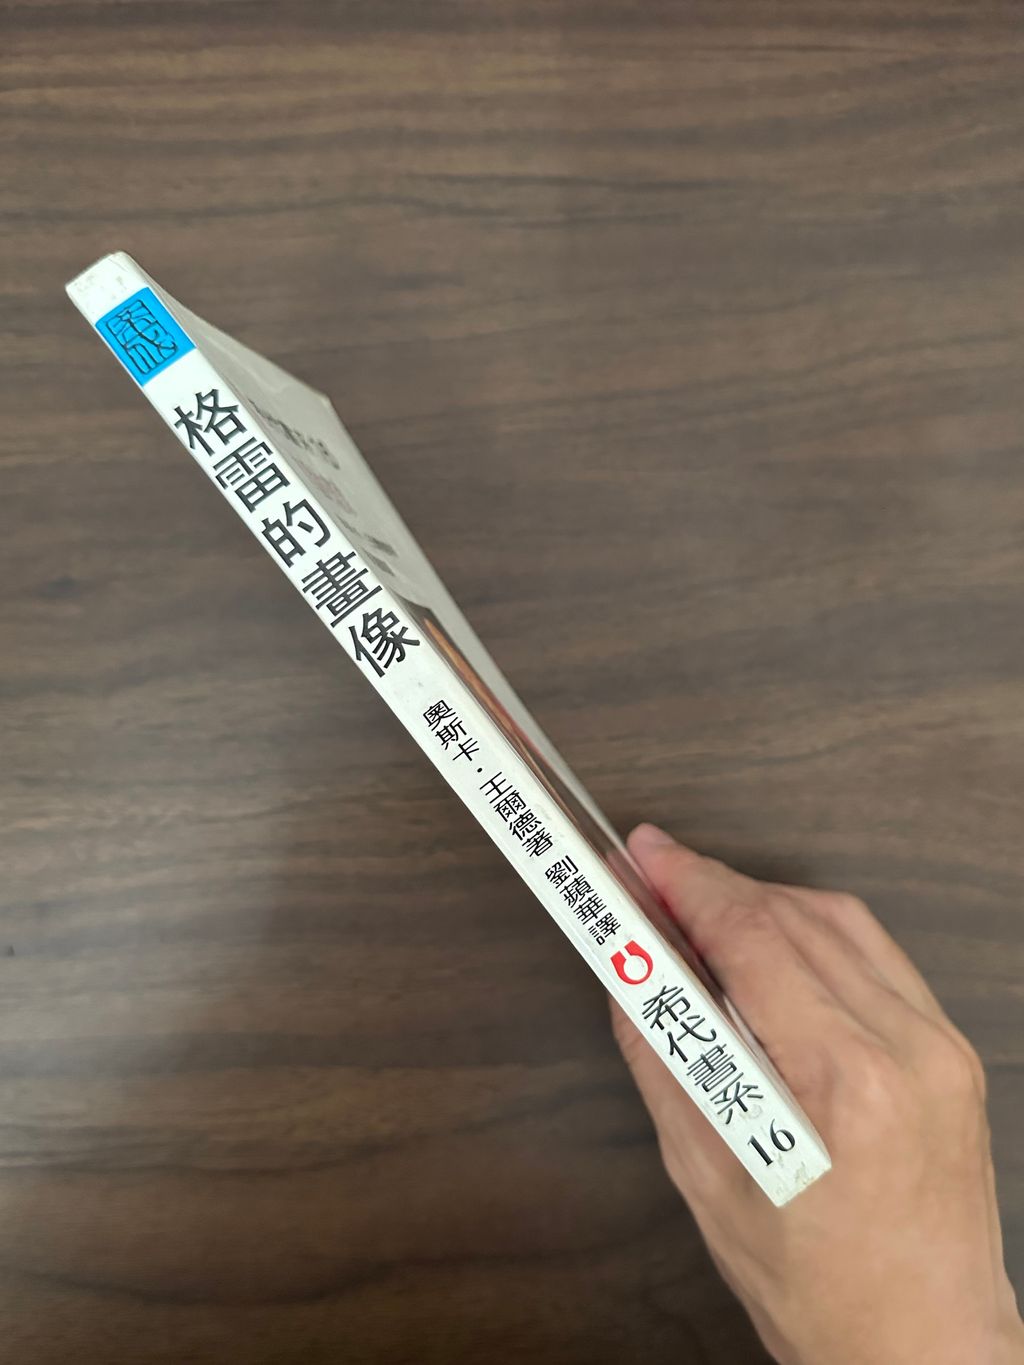 格雷的畫像
奧斯卡·王爾德著 劉蘋華譯
希代書系
16